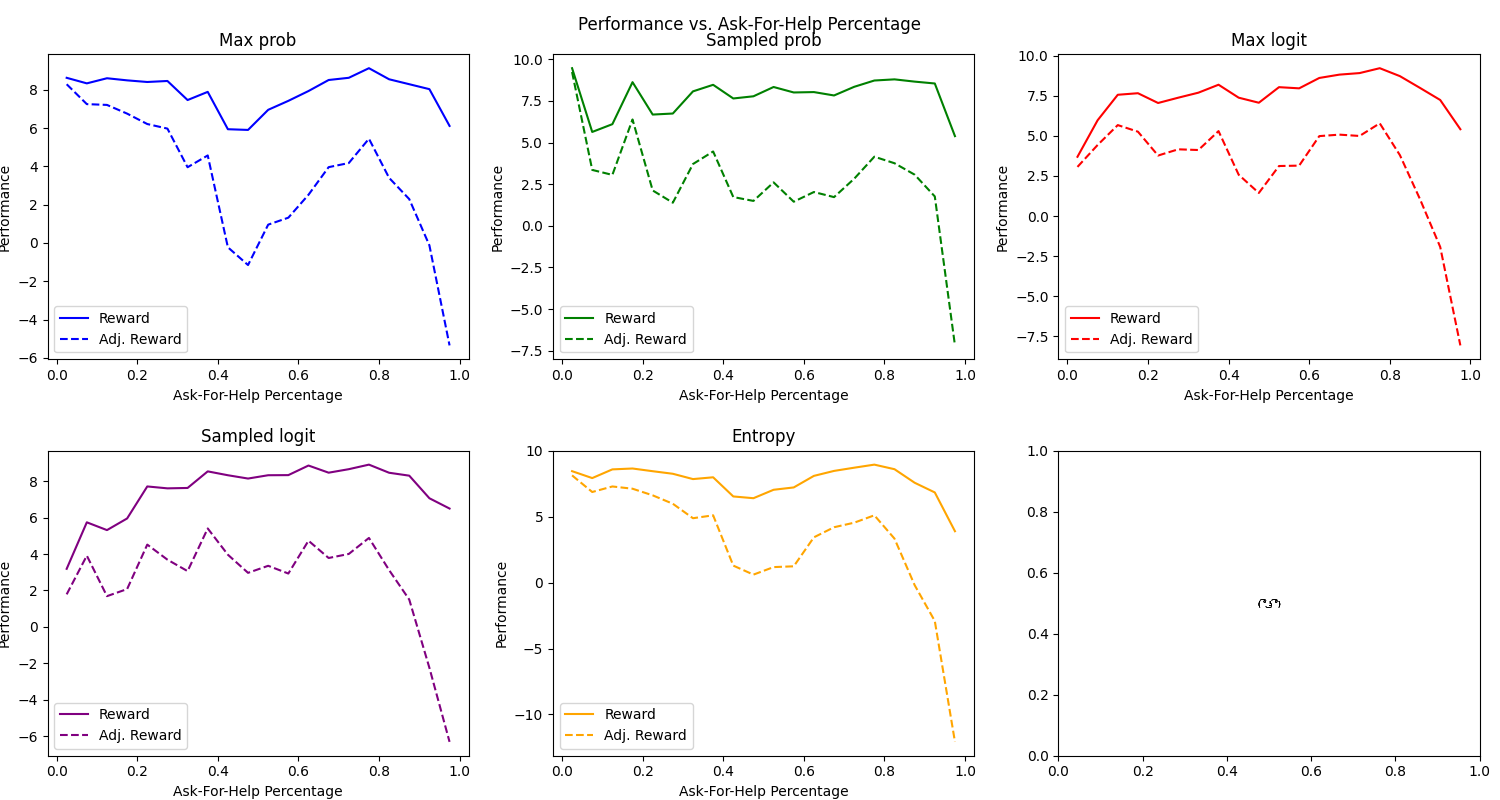 Performance vs. Ask-For-Help Percentage
Max prob
Performance
8
6
4
2
0
−2
−4
−6
0.0 0.2 0.4 0.6 0.8 1.0
Ask-For-Help Percentage
Reward
Adj. Reward
Sampled prob
Performance
10.0
7.5
5.0
2.5
0.0
−2.5
−5.0
−7.5
0.0 0.2 0.4 0.6 0.8 1.0
Ask-For-Help Percentage
Reward
Adj. Reward
Max logit
Performance
10.0
7.5
5.0
2.5
0.0
−2.5
−5.0
−7.5
0.0 0.2 0.4 0.6 0.8 1.0
Ask-For-Help Percentage
Reward
Adj. Reward
Sampled logit
Performance
8
6
4
2
0
−2
−4
−6
0.0 0.2 0.4 0.6 0.8 1.0
Ask-For-Help Percentage
Reward
Adj. Reward
Entropy
Performance
10
5
0
−5
−10
0.0 0.2 0.4 0.6 0.8 1.0
Ask-For-Help Percentage
Reward
Adj. Reward
1.0
0.8
0.6
0.4
0.2
0.0
0.0 0.2 0.4 0.6 0.8 1.0